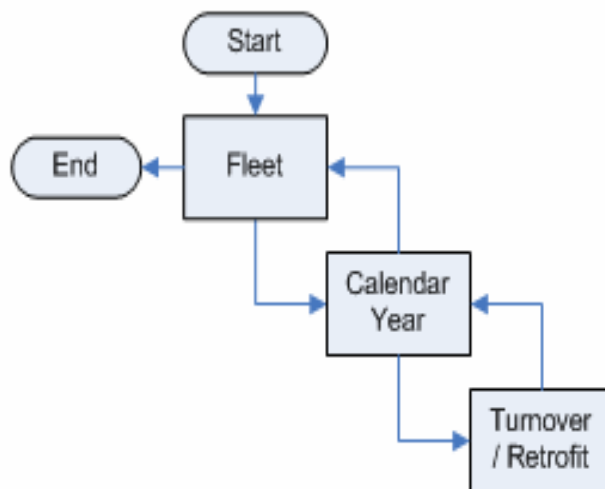 Start
End
Fleet
Calendar
Year
Turnover
/ Retrofit